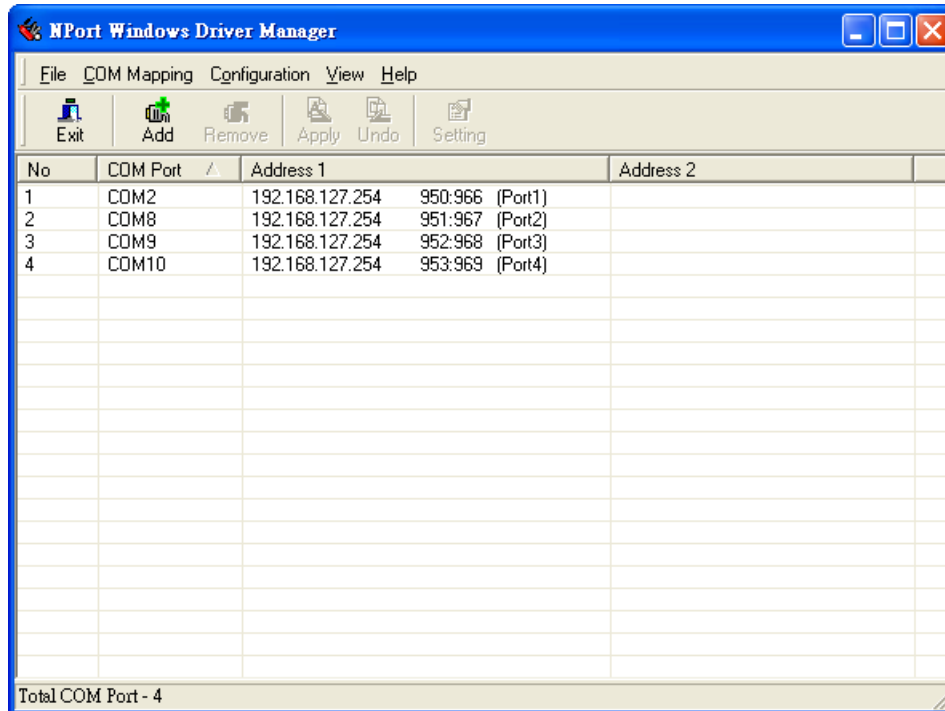 NPort Windows Driver Manager
File COM Mapping Configuration View Help
Exit Add Remove Apply Undo Setting
No COM Port Address 1 Address 2
1 COM2 192.168.127.254 950:966 (Port1)
2 COM8 192.168.127.254 951:967 (Port2)
3 COM9 192.168.127.254 952:968 (Port3)
4 COM10 192.168.127.254 953:969 (Port4)
Total COM Port - 4